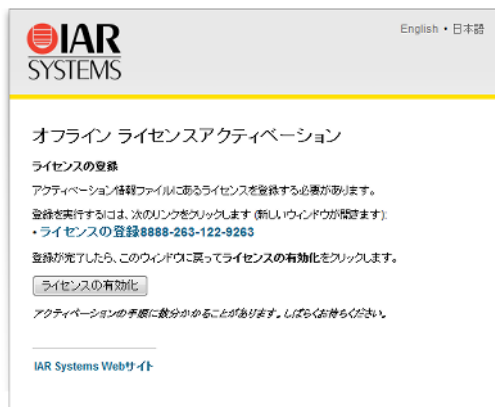 IAR
SYSTEMS
English • 日本語
オフライン ライセンスアクティベーション
ライセンスの登録
アクティベーション情報ファイルにあるライセンスを登録する必要があります。
登録を実行するには、次のリンクをクリックします (新しいウィンドウが開きます):
• ライセンスの登録8888-263-122-9263
登録が完了したら、このウィンドウに戻ってライセンスの有効化をクリックします。
ライセンスの有効化
アクティベーションの手順に数分かかることがあります。しばらくお待ちください。
IAR Systems Webサイト